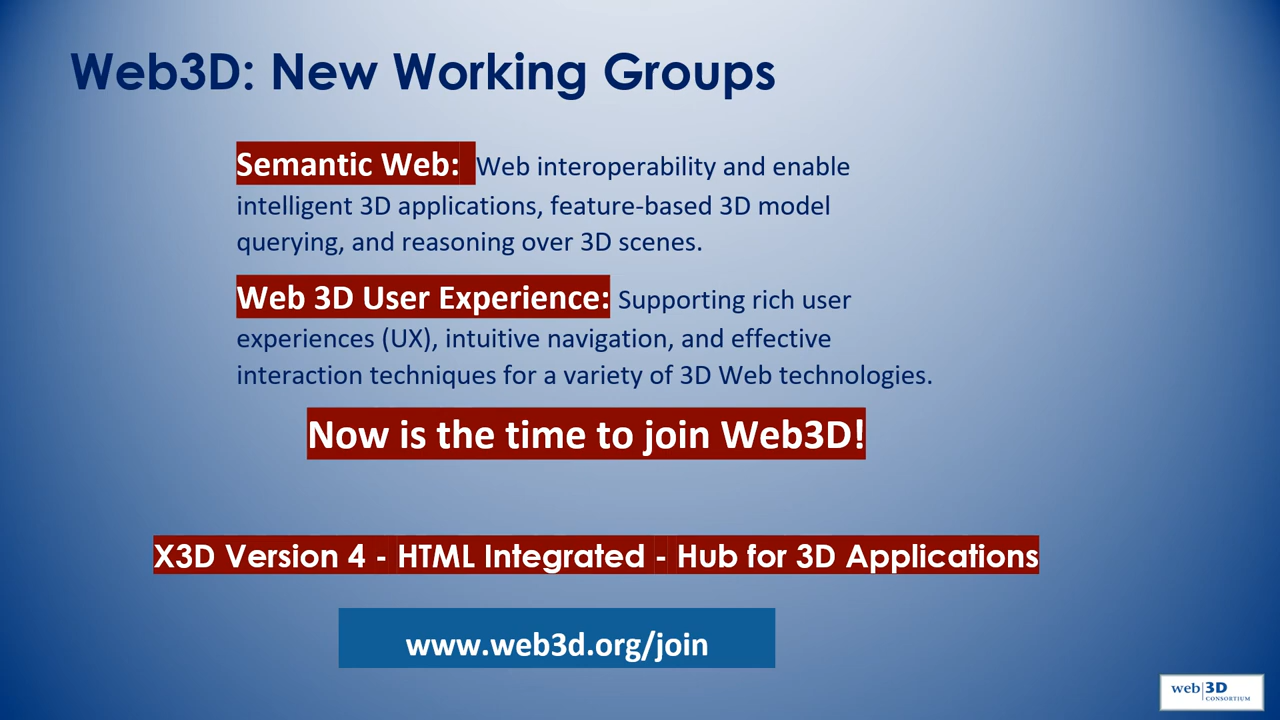 Web3D: New Working Groups
Semantic Web: Web interoperability and enable
intelligent 3D applications, feature-based 3D model
querying, and reasoning over 3D scenes.
Web 3D User Experience: Supporting rich user
experiences (UX), intuitive navigation, and effective
interaction techniques for a variety of 3D Web technologies.
Now is the time to join Web3D!
X3D Version 4 - HTML Integrated - Hub for 3D Applications
www.web3d.org/join
web|3D
CONSORTIUM